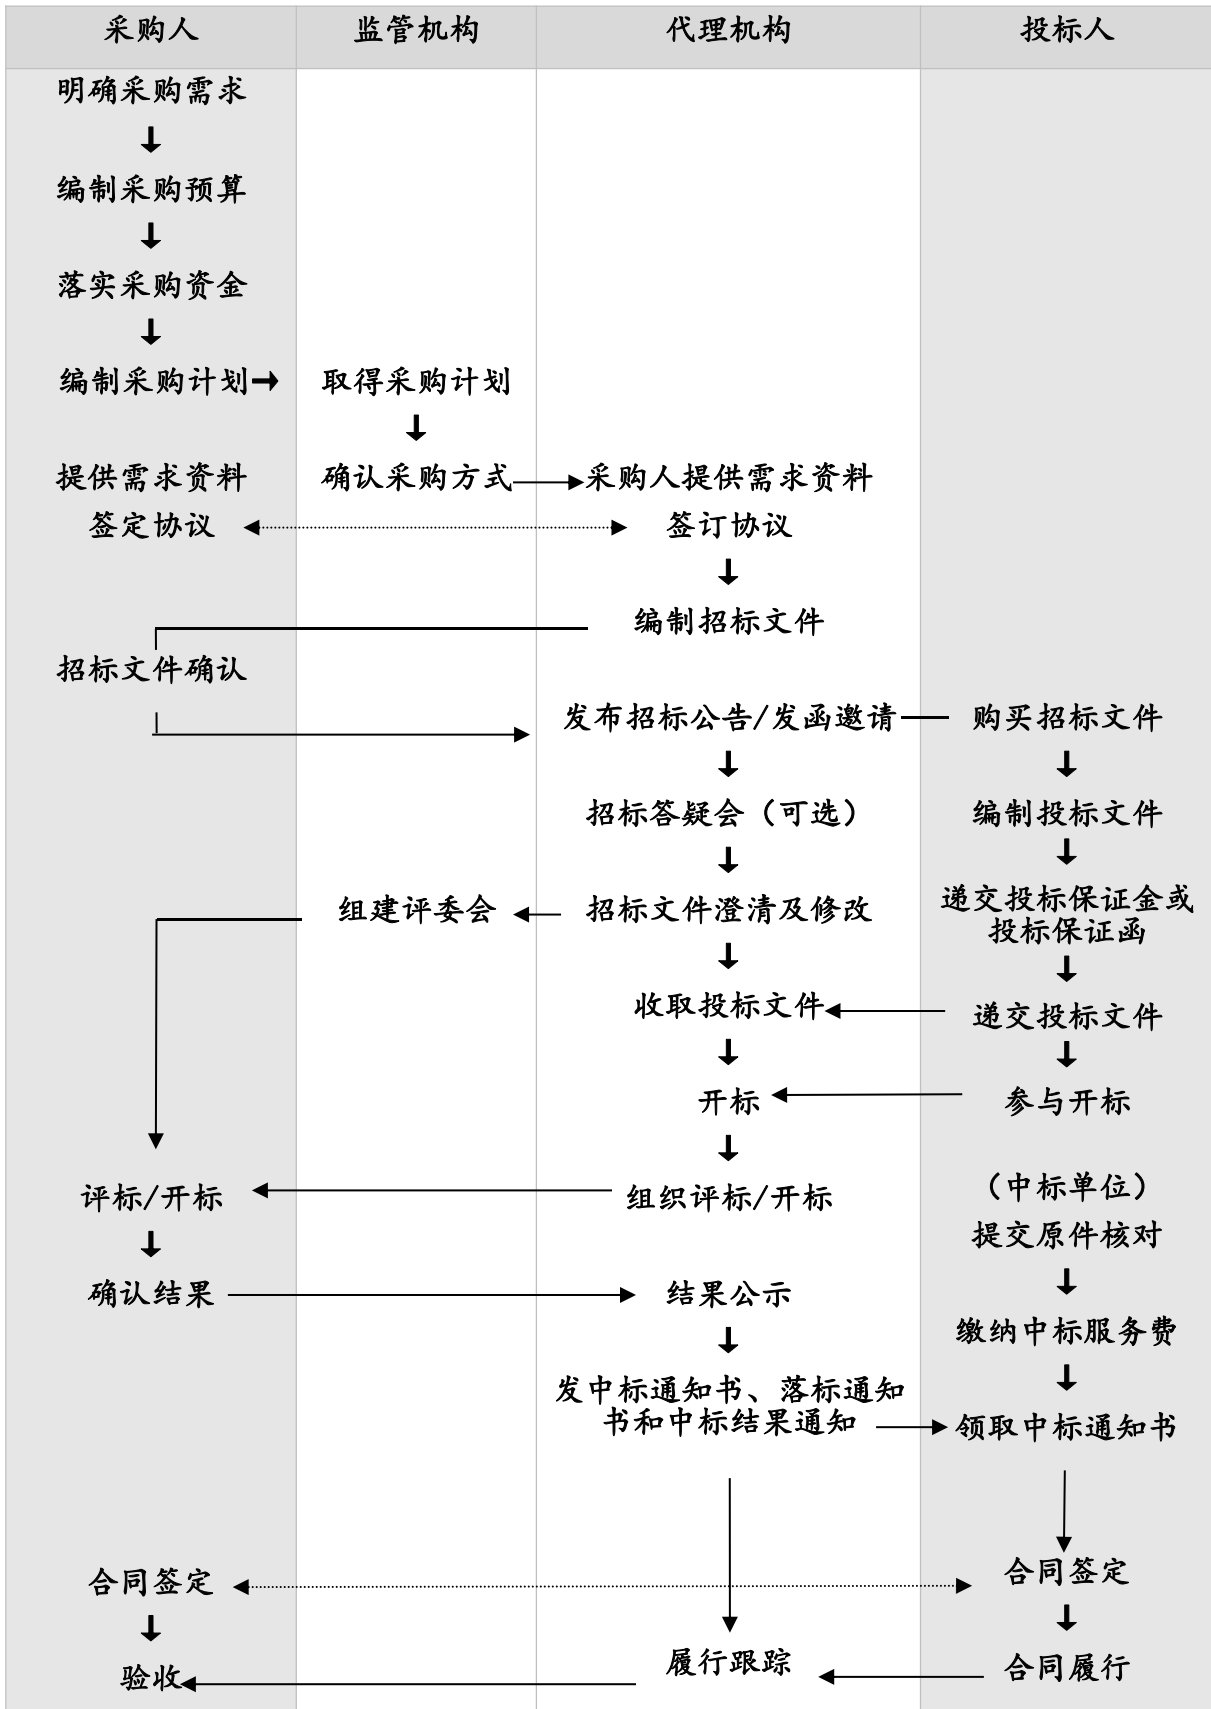 采购人 监管机构 代理机构 投标人
明确采购需求
编制采购预算
落实采购资金
编制采购计划 取得采购计划
提供需求资料 确认采购方式 采购人提供需求资料
签定协议 签订协议
编制招标文件
招标文件确认
发布招标公告/发函邀请 购买招标文件
招标答疑会（可选） 编制投标文件
组建评委会 招标文件澄清及修改 递交投标保证金或
投标保证函
收取投标文件 递交投标文件
开标 参与开标
评标/开标 组织评标/开标 （中标单位）
提交原件核对
确认结果 结果公示
缴纳中标服务费
发中标通知书、落标通知
书和中标结果通知 领取中标通知书
合同签定 合同签定
验收 履行跟踪 合同履行